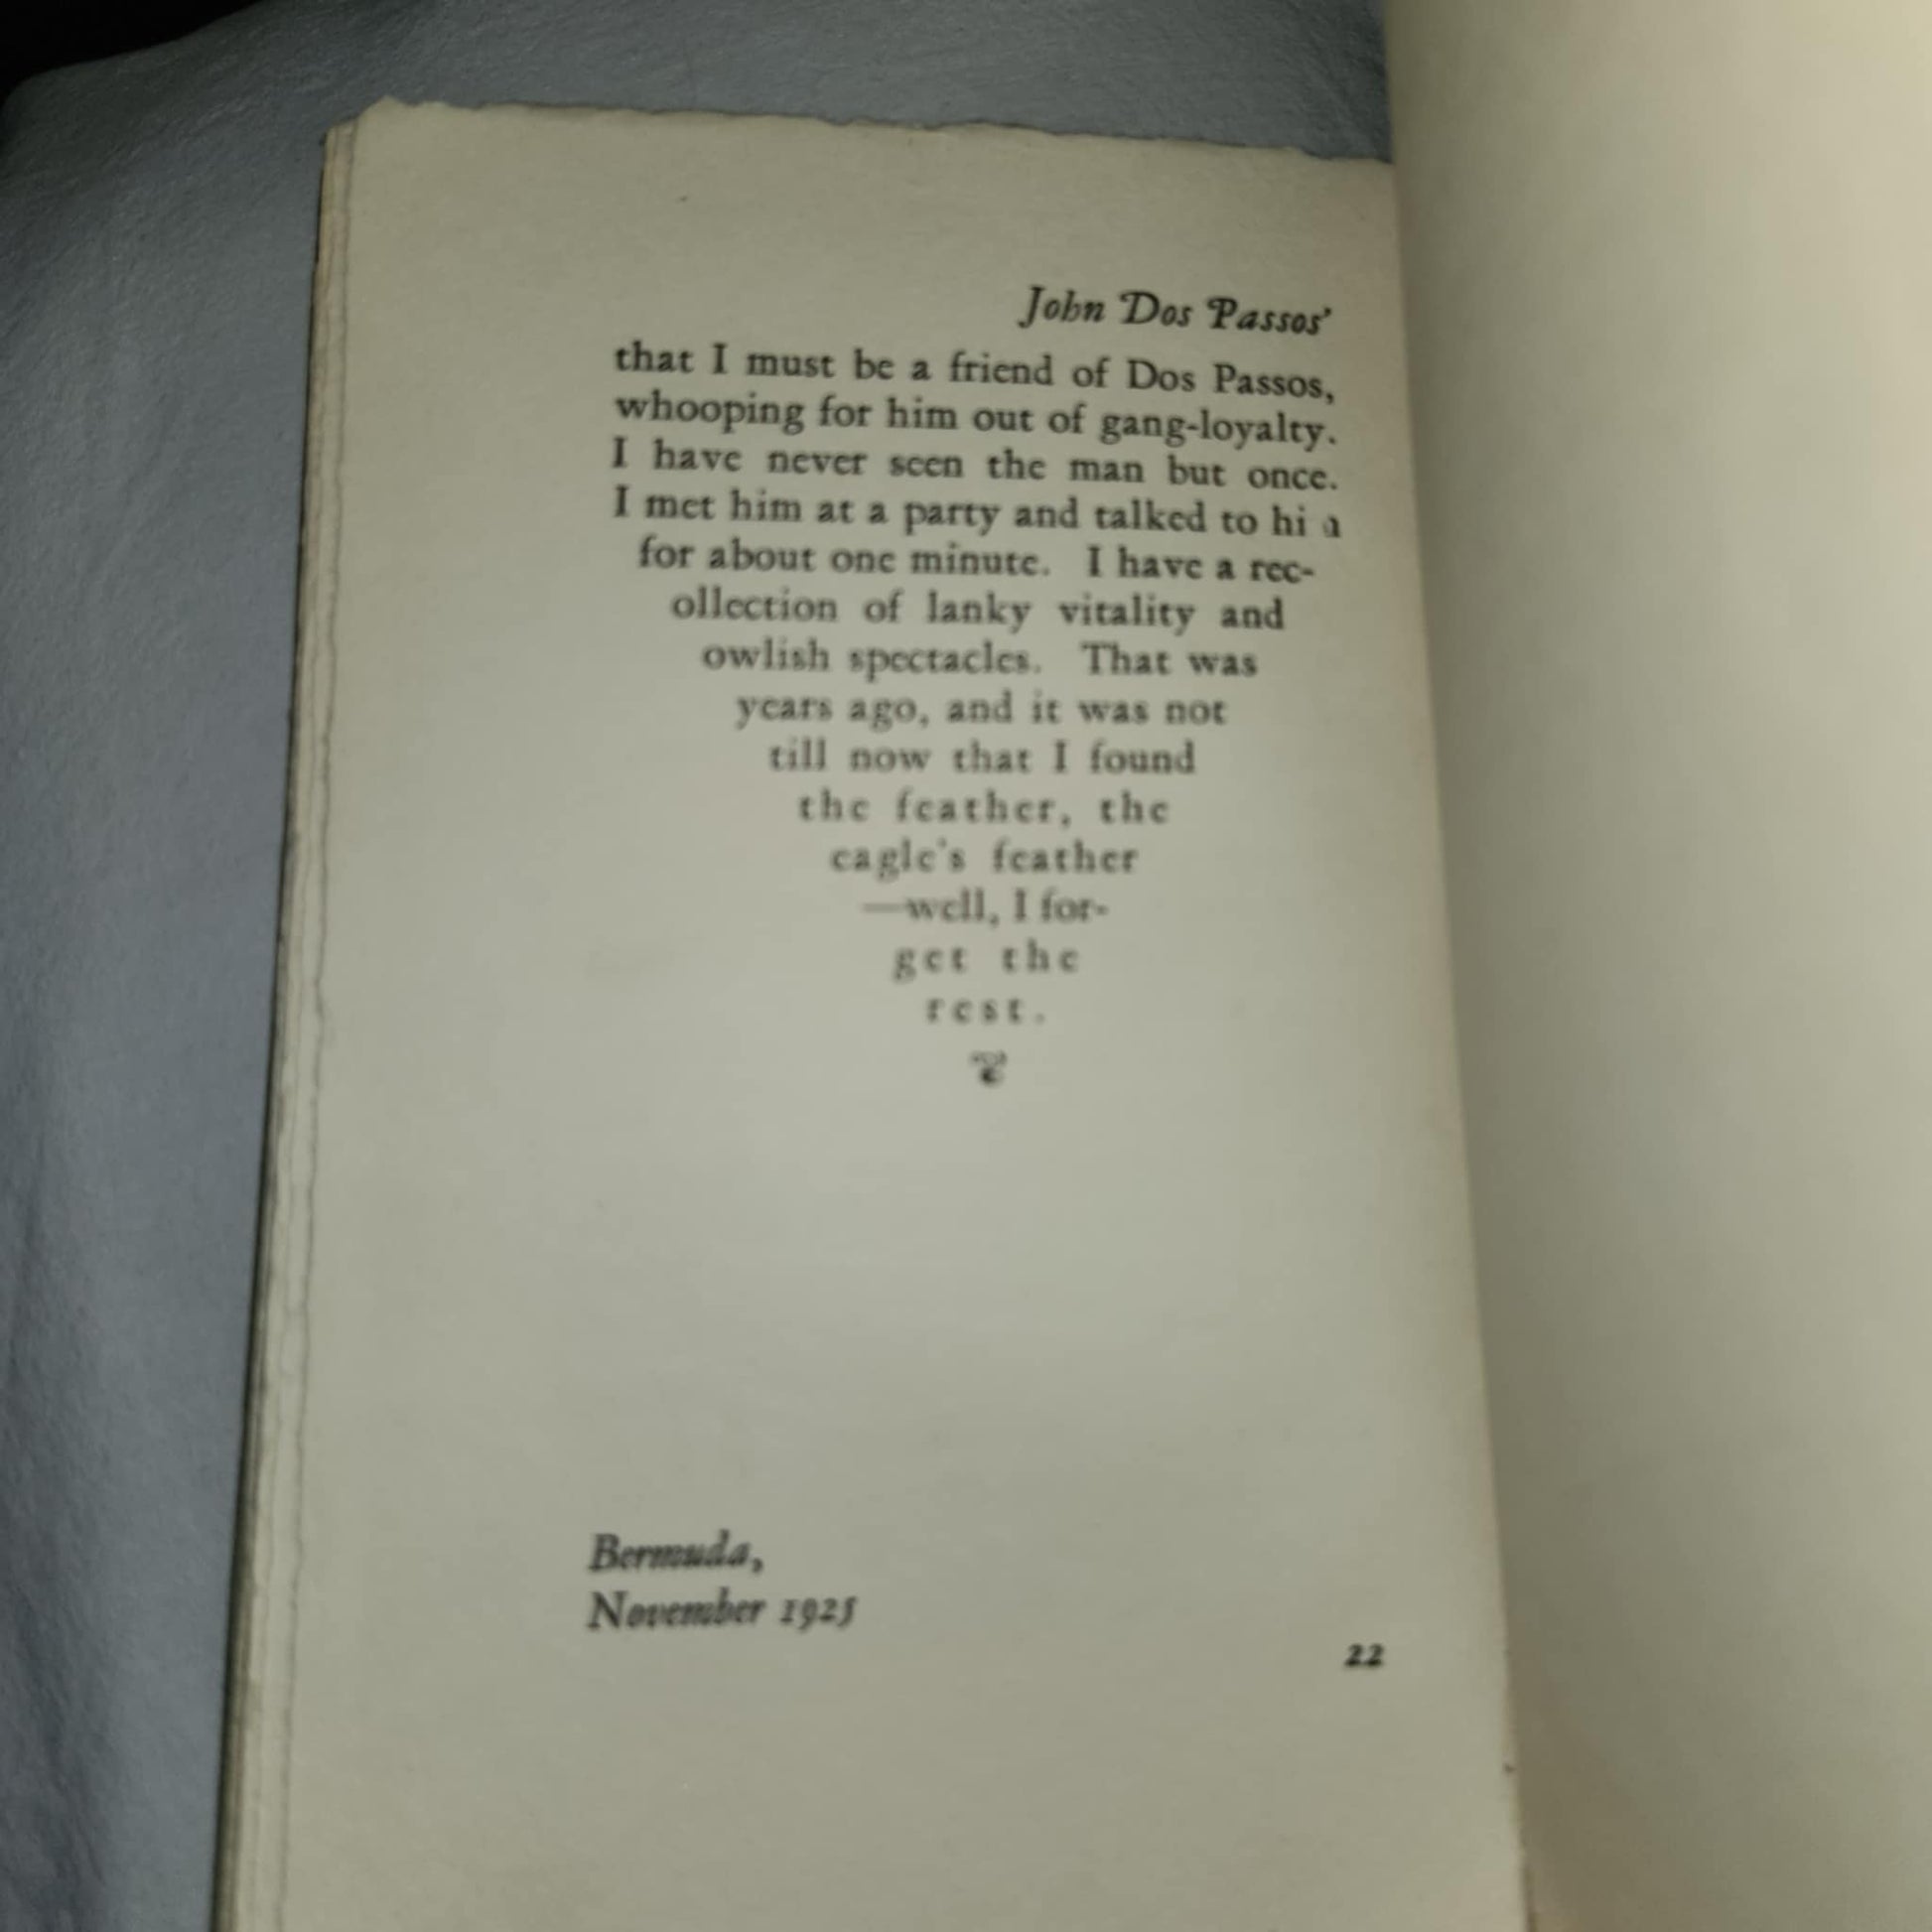 John Dos Passos'
that I must be a friend of Dos Passos,
whooping for him out of gang-loyalty.
I have never seen the man but once.
I met him at a party and talked to hi
for about one minute. I have a rec-
ollection of lanky vitality and
owlish spectacles. That was
years ago, and it was not
till now that I found
the feather, the
eagle's feather
—well, I for-
get the
rest.
Bermuda,
November 1925
22